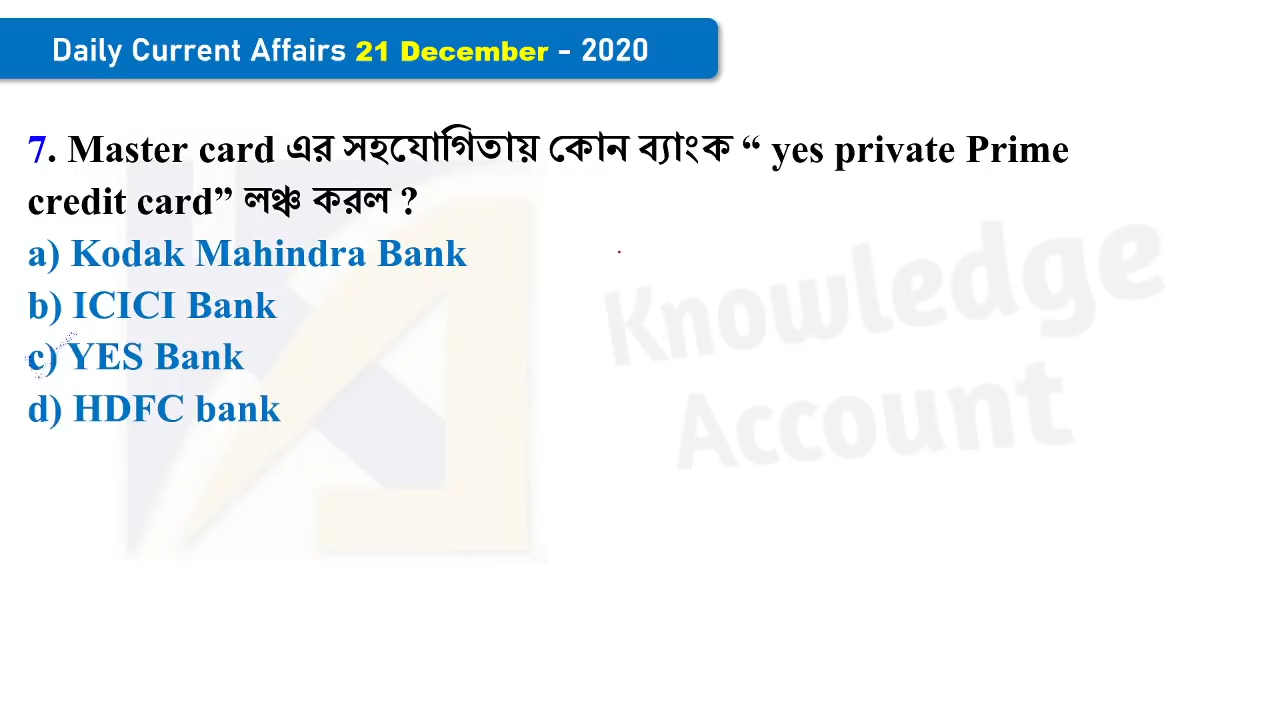 Daily Current Affairs 21 December - 2020
7. Master card এর সহযোগিতায় কোন ব্যাংক “ yes private Prime
credit card” লঞ্চ করল ?
a) Kodak Mahindra Bank
b) ICICI Bank
c) YES Bank
d) HDFC bank
Knowledge
Account